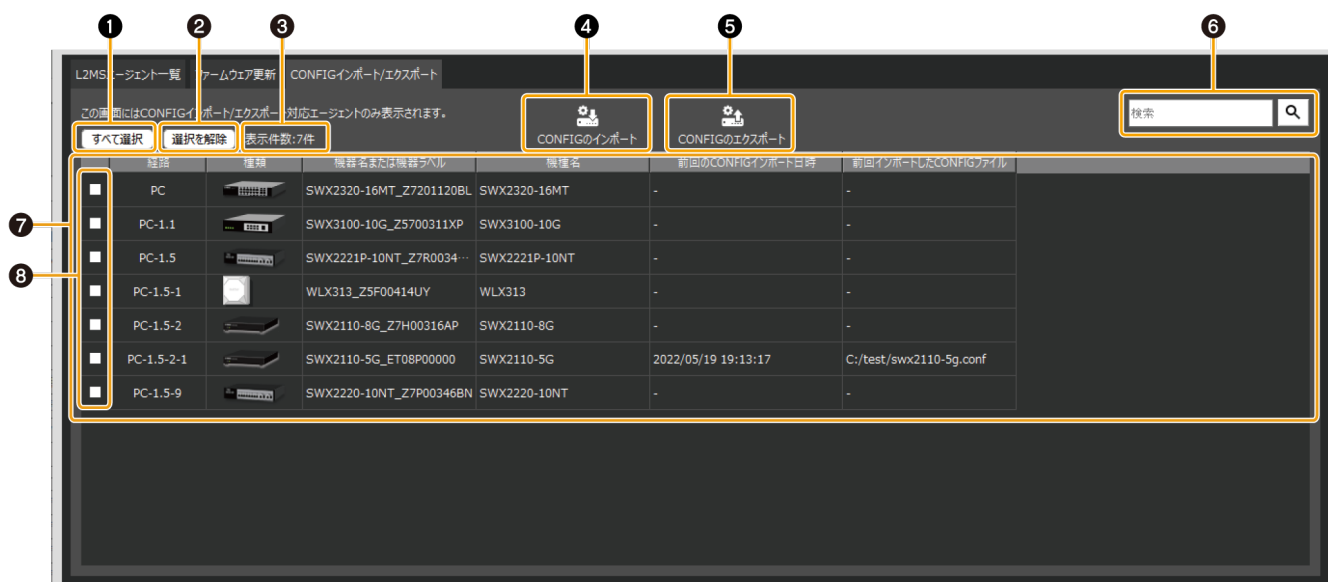 1 2 3 4 5 6
L2MSエージェント一覧 ファームウェア更新 CONFIGインポート/エクスポート
この画面にはCONFIGインポート/エクスポート対応エージェントのみ表示されます。
すべて選択 選択を解除 表示件数:7件 CONFIGのインポート CONFIGのエクスポート 検索
経路 種類 機器名または機器ラベル 機種名 前回のCONFIGインポート日時 前回インポートしたCONFIGファイル
PC SWX2320-16MT_Z7201120BL SWX2320-16MT - -
7 PC-1.1 SWX3100-10G_Z5700311XP SWX3100-10G - -
PC-1.5 SWX2221P-10NT_Z7R0034… SWX2221P-10NT - -
8 PC-1.5-1 WLX313_Z5F00414UY WLX313 - -
PC-1.5-2 SWX2110-8G_Z7H00316AP SWX2110-8G - -
PC-1.5-2-1 SWX2110-5G_ET08P00000 SWX2110-5G 2022/05/19 19:13:17 C:/test/swx2110-5g.conf
PC-1.5-9 SWX2220-10NT_Z7P00346BN SWX2220-10NT - -